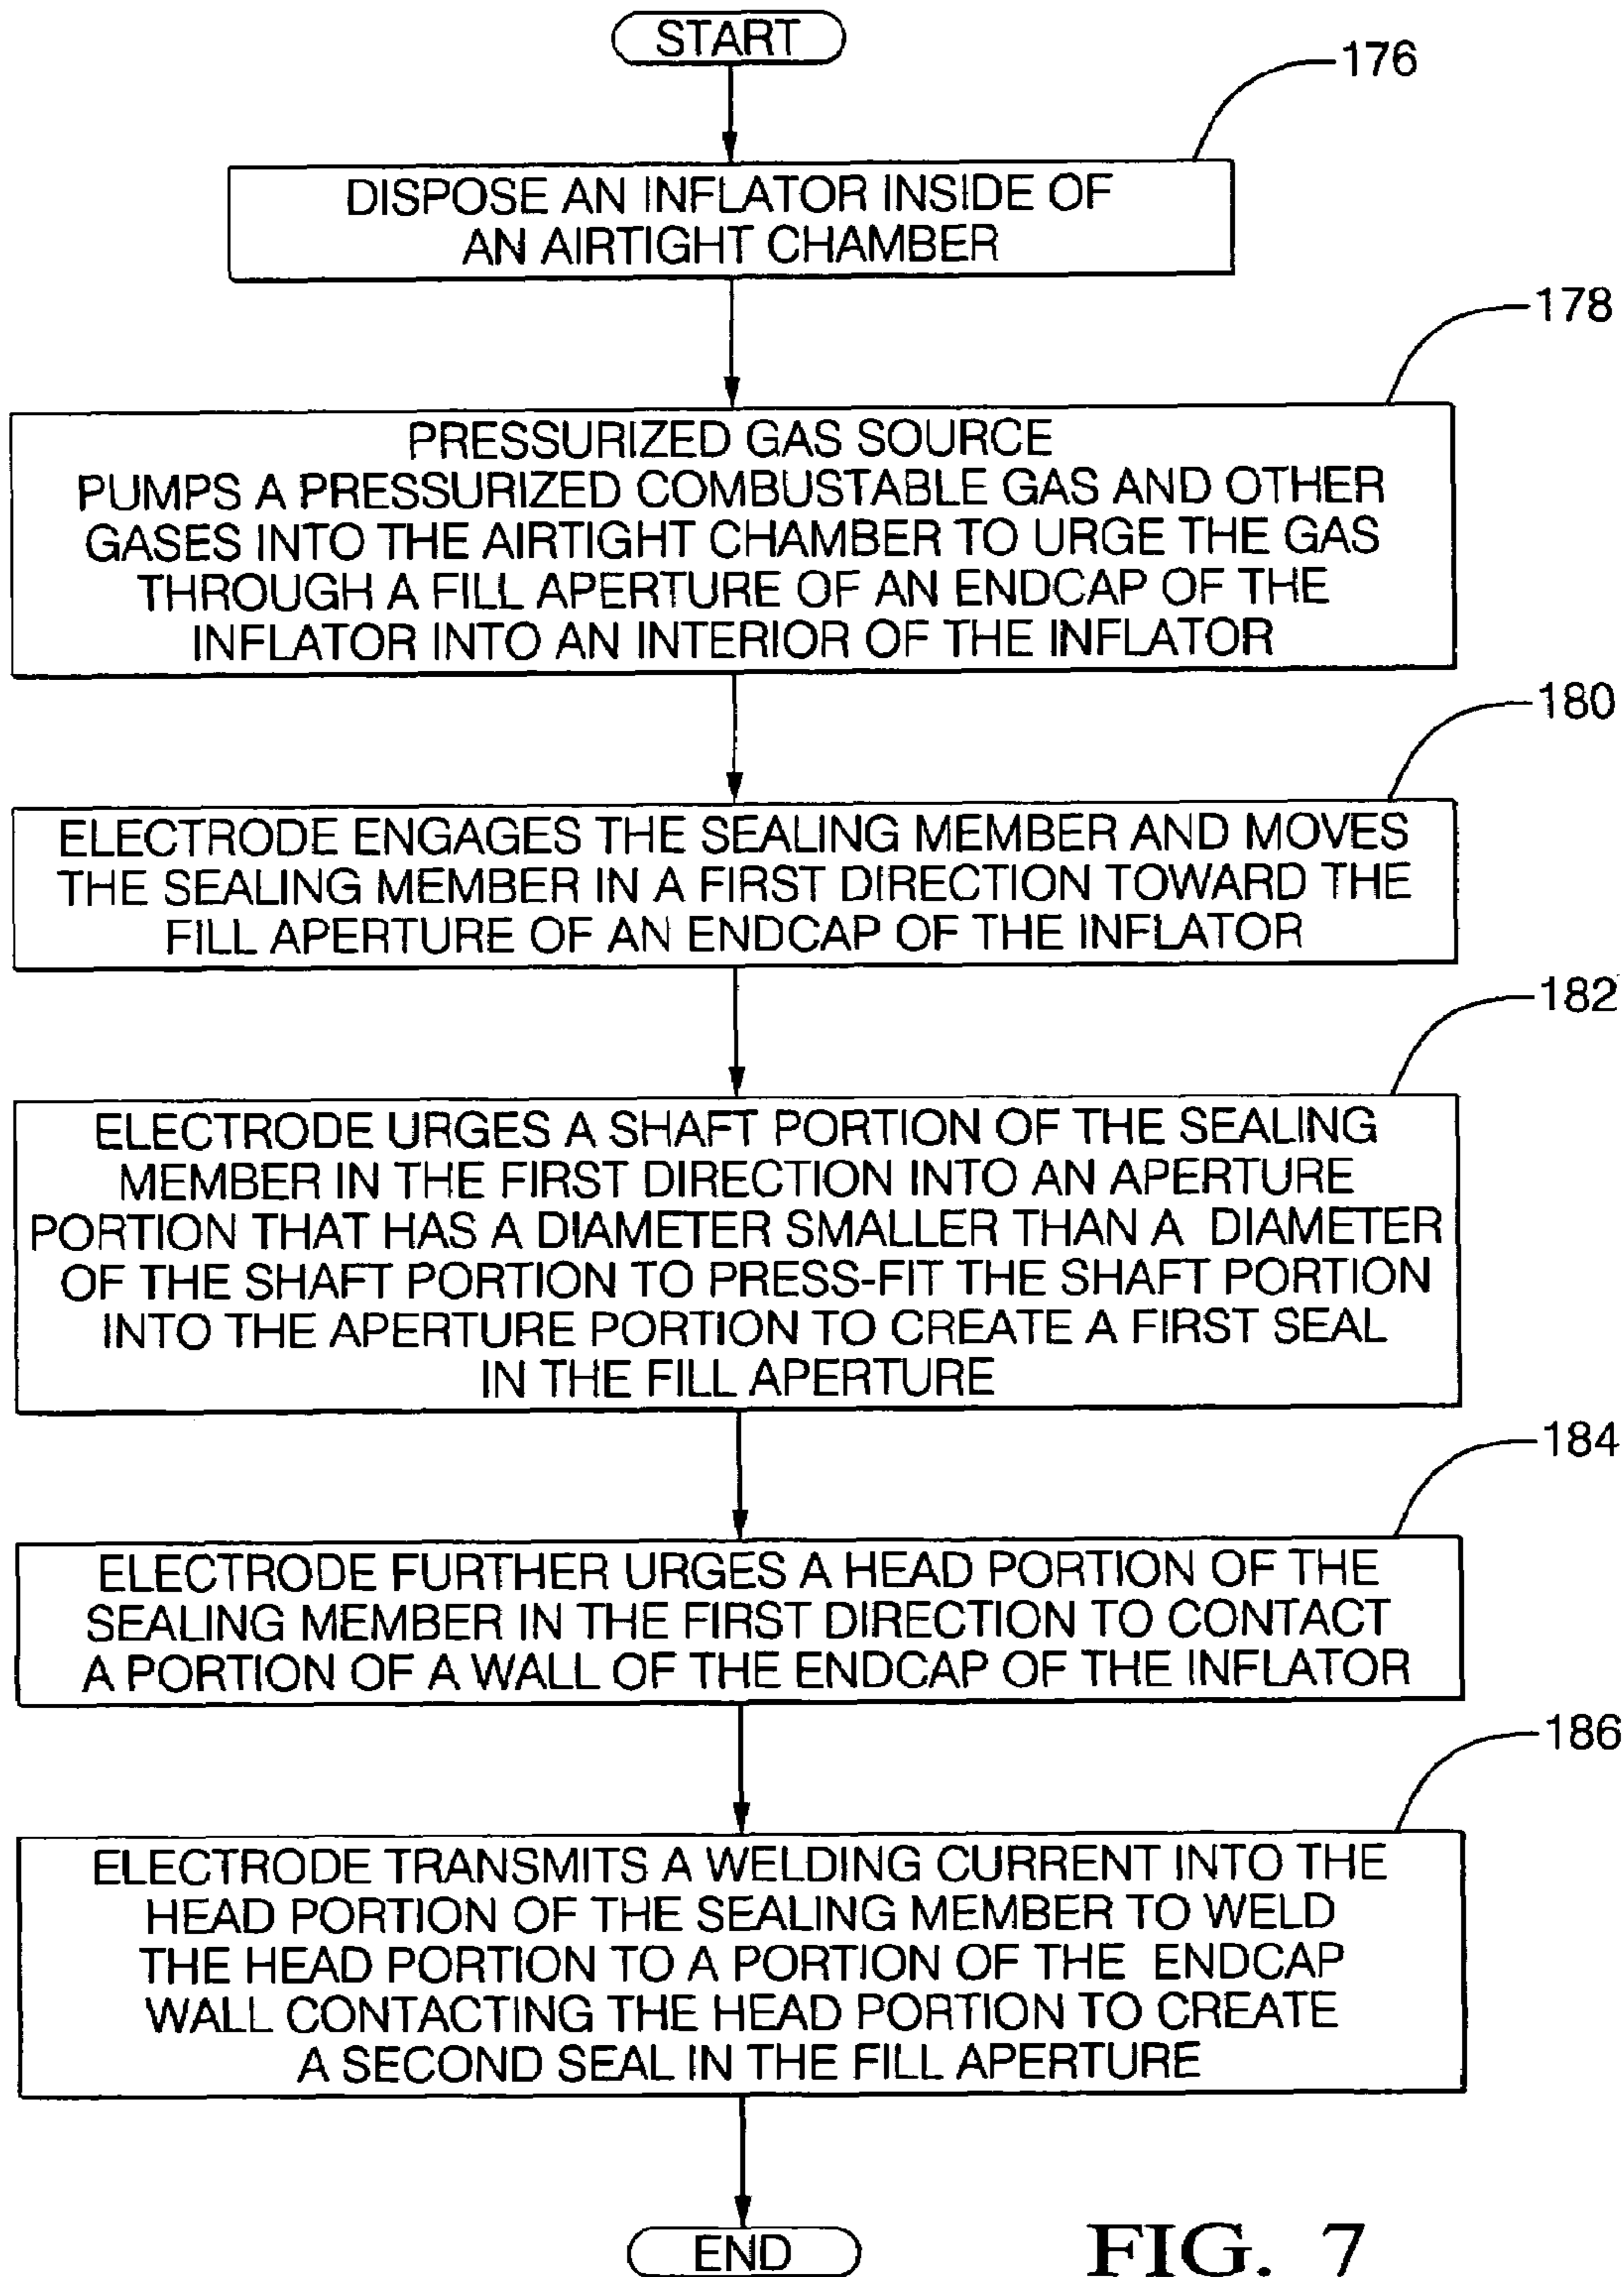 START
176
DISPOSE AN INFLATOR INSIDE OF
AN AIRTIGHT CHAMBER
178
PRESSURIZED GAS SOURCE
PUMPS A PRESSURIZED COMBUSTABLE GAS AND OTHER
GASES INTO THE AIRTIGHT CHAMBER TO URGE THE GAS
THROUGH A FILL APERTURE OF AN ENDCAP OF THE
INFLATOR INTO AN INTERIOR OF THE INFLATOR
180
ELECTRODE ENGAGES THE SEALING MEMBER AND MOVES
THE SEALING MEMBER IN A FIRST DIRECTION TOWARD THE
FILL APERTURE OF AN ENDCAP OF THE INFLATOR
182
ELECTRODE URGES A SHAFT PORTION OF THE SEALING
MEMBER IN THE FIRST DIRECTION INTO AN APERTURE
PORTION THAT HAS A DIAMETER SMALLER THAN A DIAMETER
OF THE SHAFT PORTION TO PRESS-FIT THE SHAFT PORTION
INTO THE APERTURE PORTION TO CREATE A FIRST SEAL
IN THE FILL APERTURE
184
ELECTRODE FURTHER URGES A HEAD PORTION OF THE
SEALING MEMBER IN THE FIRST DIRECTION TO CONTACT
A PORTION OF A WALL OF THE ENDCAP OF THE INFLATOR
186
ELECTRODE TRANSMITS A WELDING CURRENT INTO THE
HEAD PORTION OF THE SEALING MEMBER TO WELD
THE HEAD PORTION TO A PORTION OF THE ENDCAP
WALL CONTACTING THE HEAD PORTION TO CREATE
A SECOND SEAL IN THE FILL APERTURE
END
FIG. 7